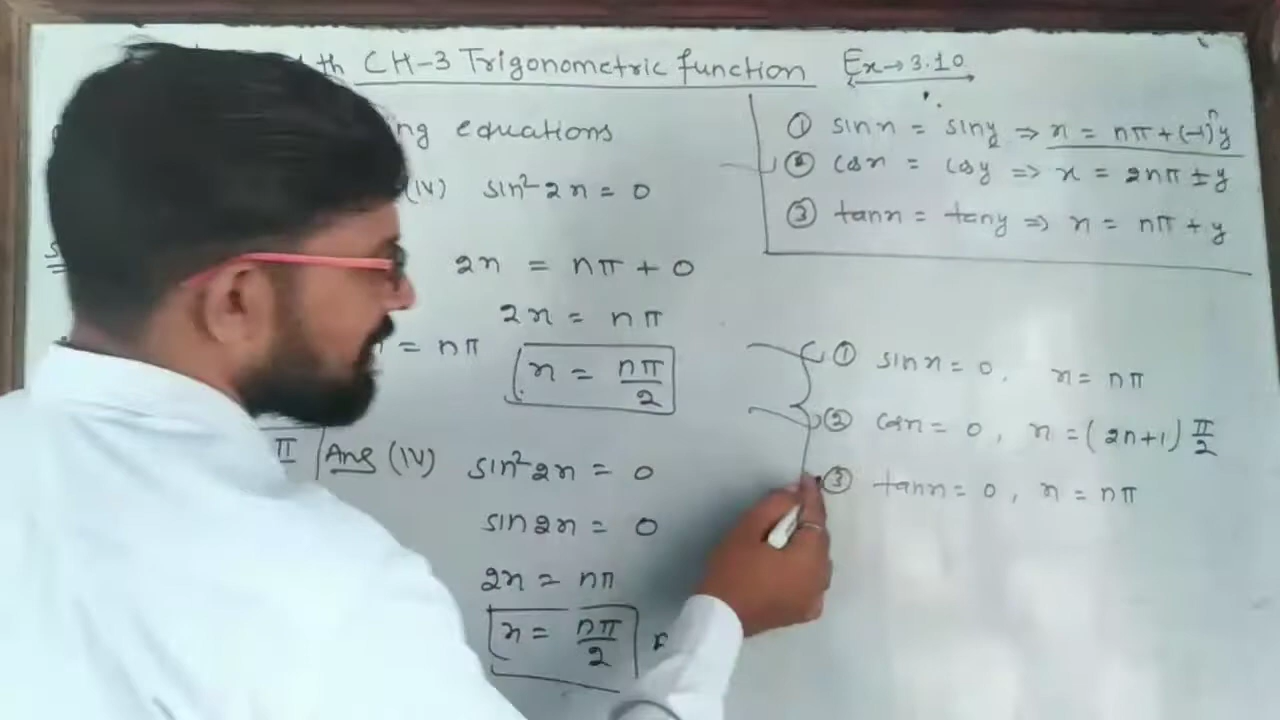 th CH-3 Trigonometric function Ex→3.10
ng equations
(IV) sin²2x = 0
2x = nπ + 0
2x = nπ
= nπ
x = nπ/2
π Ans (IV) sin²2x = 0
sin2x = 0
2x = nπ
x = nπ/2
① sinx = siny ⇒ x = nπ + (-1)ⁿy
② cosx = cosy ⇒ x = 2nπ ± y
③ tanx = tany ⇒ x = nπ + y
① sinx = 0, x = nπ
② cosx = 0, x = (2n+1) π/2
③ tanx = 0, x = nπ